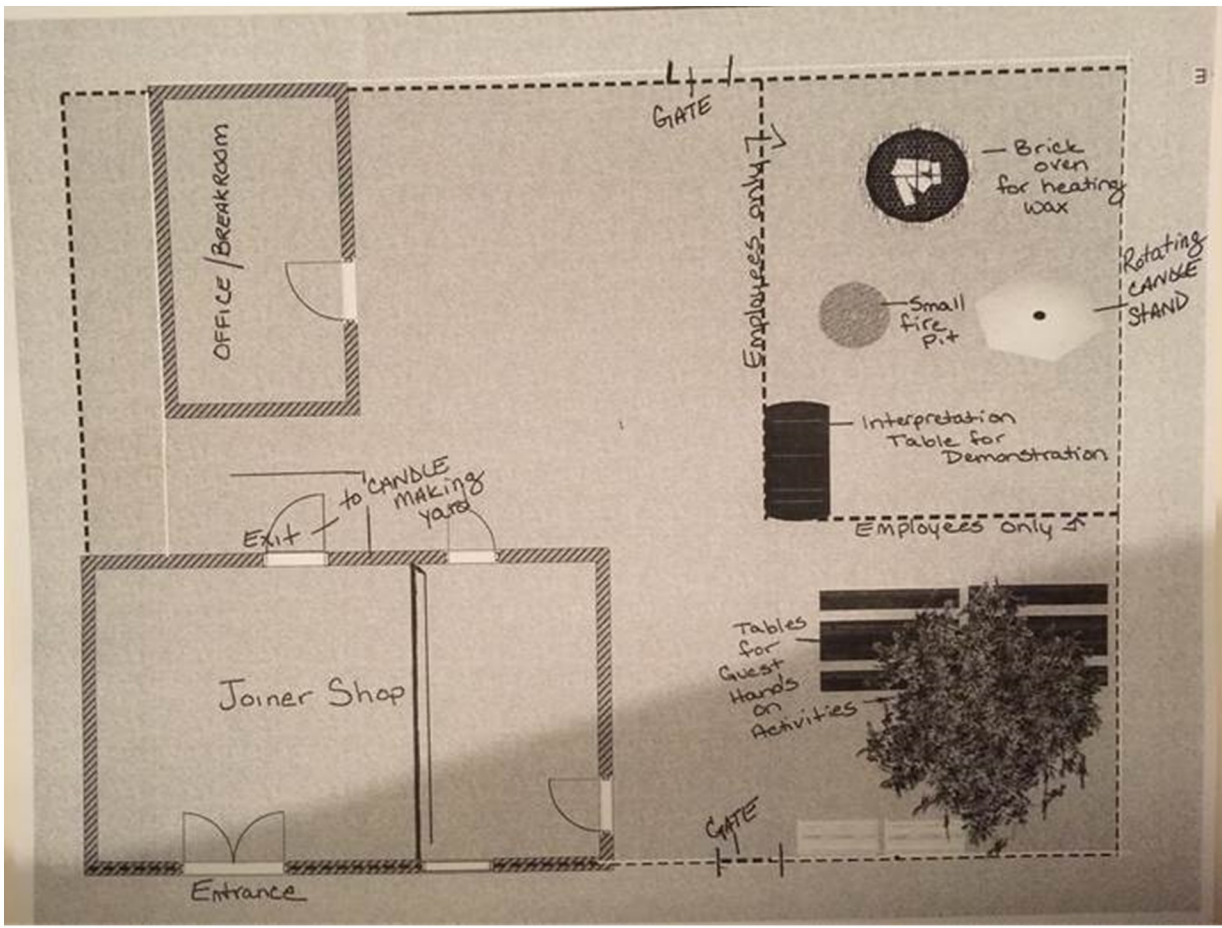 GATE
E
OFFICE/BREAKROOM
Employees only
Brick
oven
for heating
wax
Rotating
CANDLE
STAND
Small
fire
Pit
Interpretation
Table for
Demonstration
Employees only
Exit
to CANDLE
MAKING
yard
Tables
for
Guest
Hands
on
Activities
Joiner Shop
GATE
Entrance